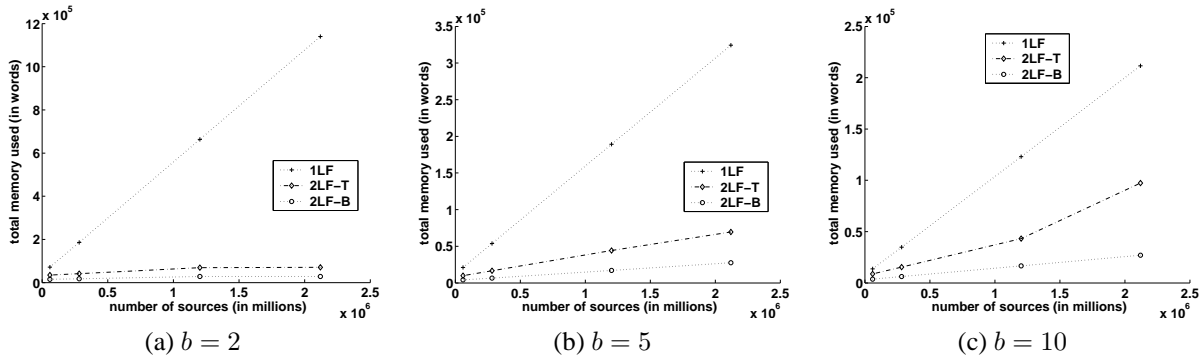 x 10^5
12
10
8
6
4
2
0
total memory used (in words)
1LF
2LF−T
2LF−B
0 0.5 1 1.5 2 2.5
number of sources (in millions)
x 10^6
(a) b = 2
x 10^5
3.5
3
2.5
2
1.5
1
0.5
0
total memory used (in words)
1LF
2LF−T
2LF−B
0 0.5 1 1.5 2 2.5
number of sources (in millions)
x 10^6
(b) b = 5
x 10^5
2.5
2
1.5
1
0.5
0
total memory used (in words)
1LF
2LF−T
2LF−B
0 0.5 1 1.5 2 2.5
number of sources (in millions)
x 10^6
(c) b = 10